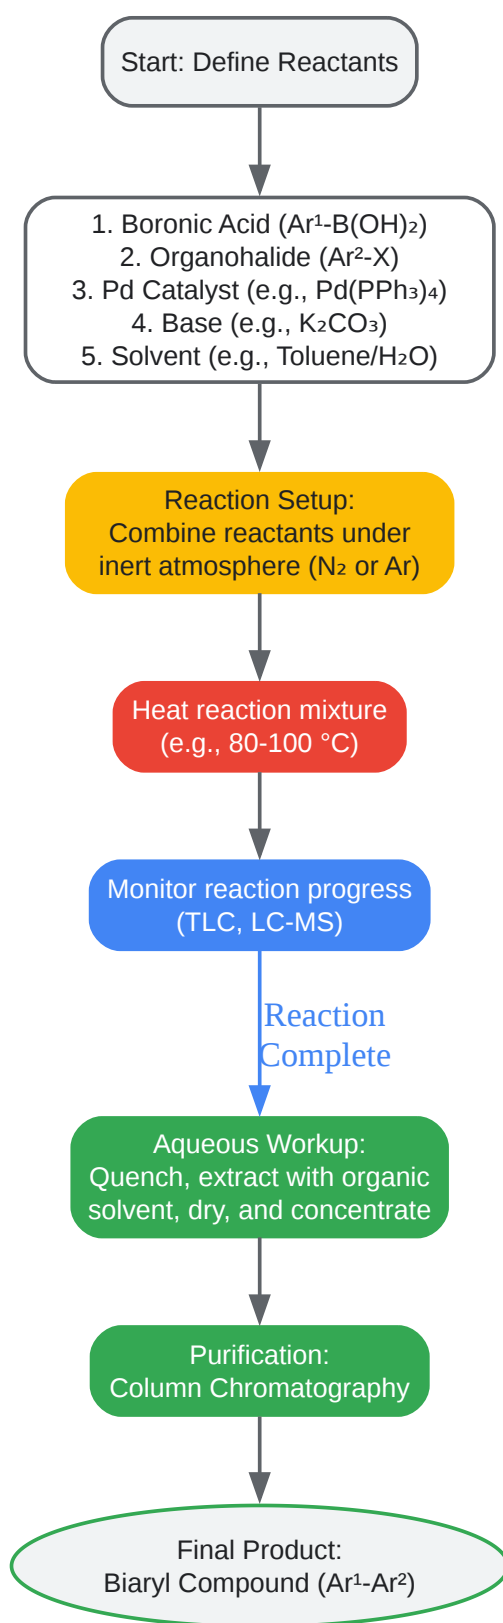 Start: Define Reactants
1. Boronic Acid (Ar¹-B(OH)₂)
2. Organohalide (Ar²-X)
3. Pd Catalyst (e.g., Pd(PPh₃)₄)
4. Base (e.g., K₂CO₃)
5. Solvent (e.g., Toluene/H₂O)
Reaction Setup:
Combine reactants under
inert atmosphere (N₂ or Ar)
Heat reaction mixture
(e.g., 80-100 °C)
Monitor reaction progress
(TLC, LC-MS)
Reaction
Complete
Aqueous Workup:
Quench, extract with organic
solvent, dry, and concentrate
Purification:
Column Chromatography
Final Product:
Biaryl Compound (Ar¹-Ar²)